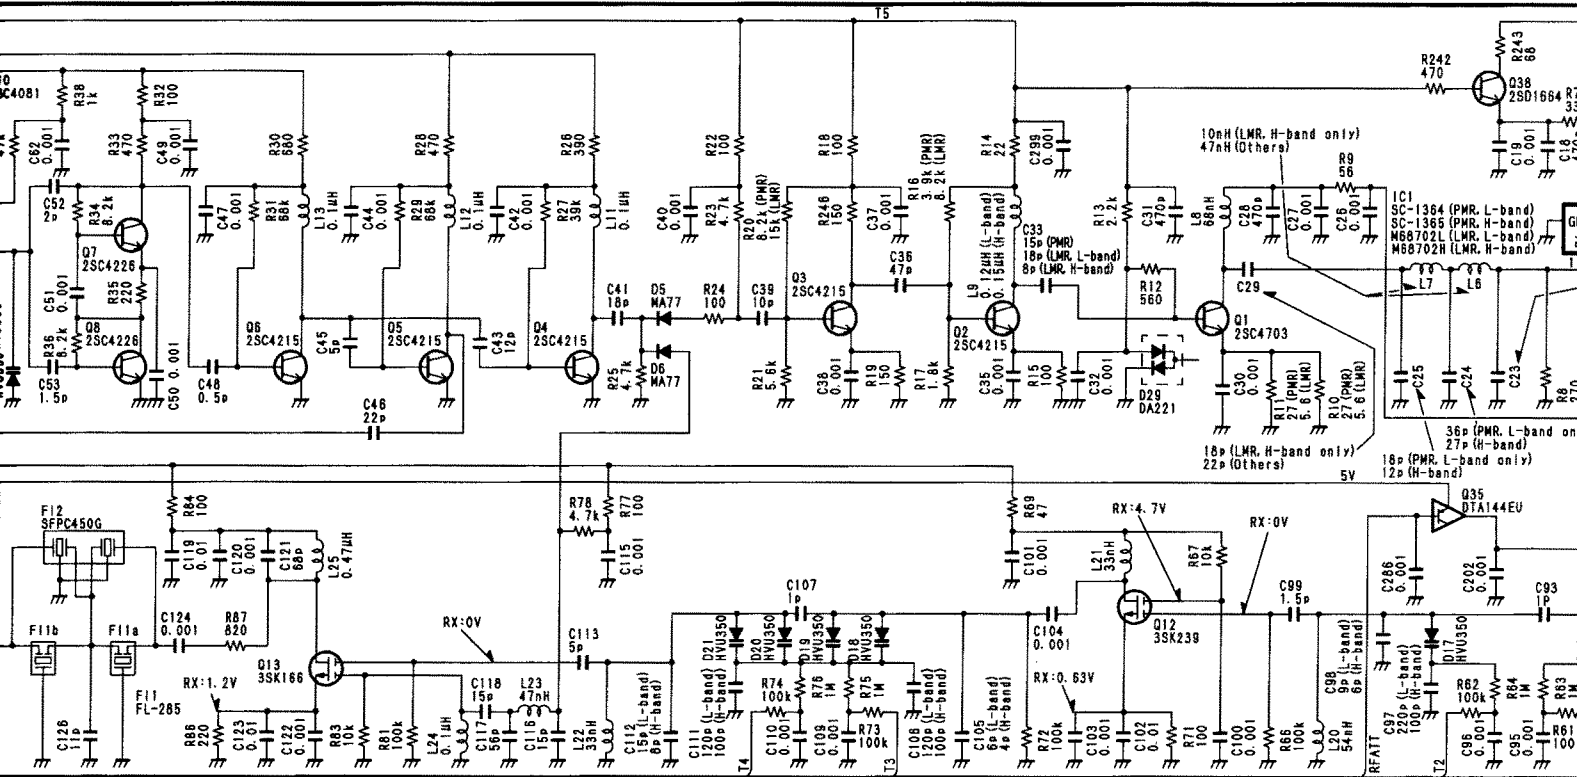 T5
C4081
R38 1k
R32 100
C62 0.001
R33 470
C49 0.001
R30 680
R28 470
R26 390
R22 100
R18 100
R14 22
C299 0.001
R242 470
R243 68
Q38 2SD1664
C19 0.001
C18
10nH (LMR, H-band only)
47nH (Others)
R9 56
IC1
SC-1364 (PMR, L-band)
SC-1365 (PMR, H-band)
M68702L (LMR, L-band)
M68702H (LMR, H-band)
C52 2p
R34 8.2k
Q7 2SC4226
C47 0.001
R31 68k
L13 0.1µH
C44 0.001
R29 68k
L12 0.1µH
C42 0.001
R27 39k
L11 0.1µH
C40 0.001
R23 4.7k
R20 8.2k (PMR) 15k (LMR)
R246 150
C37 0.001
R16 3.9k (PMR) 8.2k (LMR)
C36 47p
L9 0.12µH (L-band) 0.15µH (H-band)
C33
15p (PMR)
18p (LMR, L-band)
8p (LMR, H-band)
R13 2.2k
C31 470p
L8 68nH
C28 470p
C27 0.001
C26 0.001
R12 560
C29
L7
L6
C51 0.001
R35 220
R36 8.2k
Q8 2SC4226
C53 1.5p
C50 0.001
C48 0.5p
Q6 2SC4215
C45 5p
Q5 2SC4215
C43 12p
Q4 2SC4215
C41 18p
D5 MA77
R24 100
C39 10p
Q3 2SC4215
D6 MA77
R25 4.7k
R21 5.6k
C38 0.001
R19 150
R17 1.8k
Q2 2SC4215
C35 0.001
R15 100
C32 0.001
D29 DA221
Q1 2SC4703
C30 0.001
R11 27 (PMR) 5.6 (LMR)
R10 27 (PMR) 5.6 (LMR)
C25
C24
C23
R8 270
C46 22p
18p (LMR, H-band only)
22p (Others)
36p (PMR, L-band on
27p (H-band)
18p (PMR, L-band only)
12p (H-band)
5V
FI2 SFPC450G
R84 100
C119 0.01
C120 0.001
C121 68p
L25 0.47µH
R78 4.7k
R77 100
C115 0.001
R69 47
C101 0.001
L21 33nH
RX:4.7V
R67 10k
RX:0V
Q35 DTA144EU
C286 0.001
C202 0.001
FI1b
FI1a
C124 0.001
R87 820
Q13 3SK166
RX:0V
C113 5p
C107 1p
D21 HVU350
D20 HVU350
D19 HVU350
D18 HVU350
C104 0.001
Q12 3SK239
C99 1.5p
C93 1P
D17 HVU350
FI1 FL-285
C126 11p
RX:1.2V
R86 220
C123 0.01
C122 0.001
R83 10k
R81 100k
L24 0.1µH
C118 15p
C117 56p
L23 47nH
C116 15p
L22 33nH
C112 15p (L-band) 8p (H-band)
C111 120p (L-band) 100p (H-band)
R74 100k
C110 0.001
R76 1M
C109 0.001
R75 1M
R73 100k
C108 120p (L-band) 100p (H-band)
C105 6p (L-band) 4p (H-band)
RX:0.63V
R72 100k
C103 0.001
C102 0.01
R71 100
C100 0.001
R66 100k
L20 54nH
C98 9p (L-band) 6p (H-band)
C97 220p (L-band) 100p (H-band)
R62 100k
C96 0.001
R64 1M
C95 0.001
R63 1M
R61 100
T4
T3
RFATT
T2